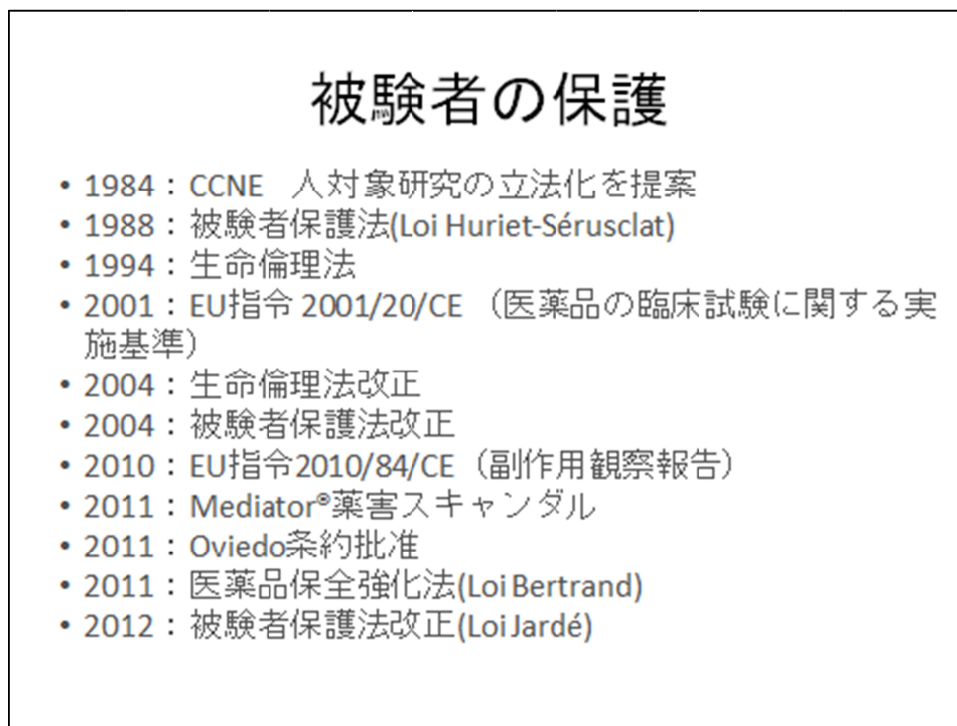 被験者の保護
• 1984：CCNE　人対象研究の立法化を提案
• 1988：被験者保護法(Loi Huriet-Sérusclat)
• 1994：生命倫理法
• 2001：EU指令 2001/20/CE （医薬品の臨床試験に関する実
施基準）
• 2004：生命倫理法改正
• 2004：被験者保護法改正
• 2010：EU指令2010/84/CE（副作用観察報告）
• 2011：Mediator®薬害スキャンダル
• 2011：Oviedo条約批准
• 2011：医薬品保全強化法(Loi Bertrand)
• 2012：被験者保護法改正(Loi Jardé)